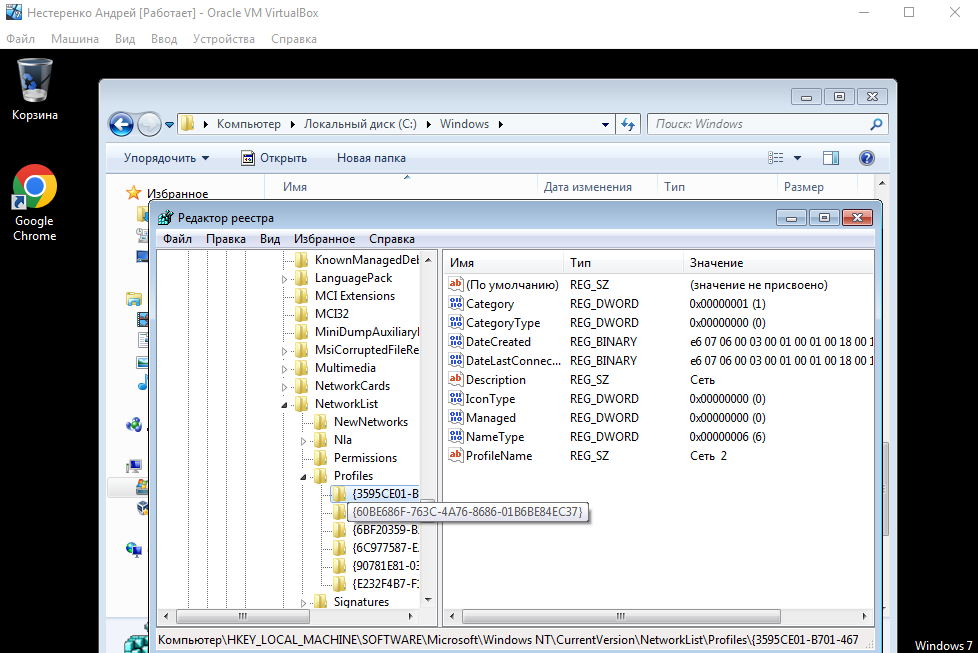 Нестеренко Андрей [Работает] - Oracle VM VirtualBox
Файл Машина Вид Ввод Устройства Справка
Корзина
Google
Chrome
Компьютер Локальный диск (C:) Windows
Поиск: Windows
Упорядочить Открыть Новая папка
Избранное
Имя Дата изменения Тип Размер
Редактор реестра
Файл Правка Вид Избранное Справка
KnownManagedDe
LanguagePack
MCI Extensions
MCI32
MiniDumpAuxiliary
MsiCorruptedFileRe
Multimedia
NetworkCards
NetworkList
NewNetworks
Nla
Permissions
Profiles
{3595CE01-B
{60BE686F-763C-4A76-8686-01B6BE84EC37}
{6BF20359-B
{6C977587-E
{90781E81-03
{E232F4B7-F
Signatures
Имя Тип Значение
(По умолчанию) REG_SZ (значение не присвоено)
Category REG_DWORD 0x00000001 (1)
CategoryType REG_DWORD 0x00000000 (0)
DateCreated REG_BINARY e6 07 06 00 03 00 01 00 01 00 18 00 1
DateLastConnec... REG_BINARY e6 07 06 00 03 00 01 00 01 00 18 00 1
Description REG_SZ Сеть
IconType REG_DWORD 0x00000000 (0)
Managed REG_DWORD 0x00000000 (0)
NameType REG_DWORD 0x00000006 (6)
ProfileName REG_SZ Сеть 2
Компьютер\HKEY_LOCAL_MACHINE\SOFTWARE\Microsoft\Windows NT\CurrentVersion\NetworkList\Profiles\{3595CE01-B701-467
Windows 7